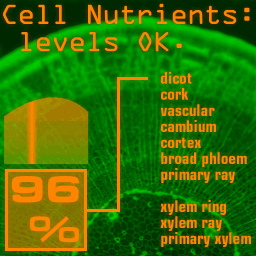 Cell Nutrients:
levels OK.
dicot
cork
vascular
cambium
cortex
broad phloem
primary ray
96
%
xylem ring
xylem ray
primary xylem